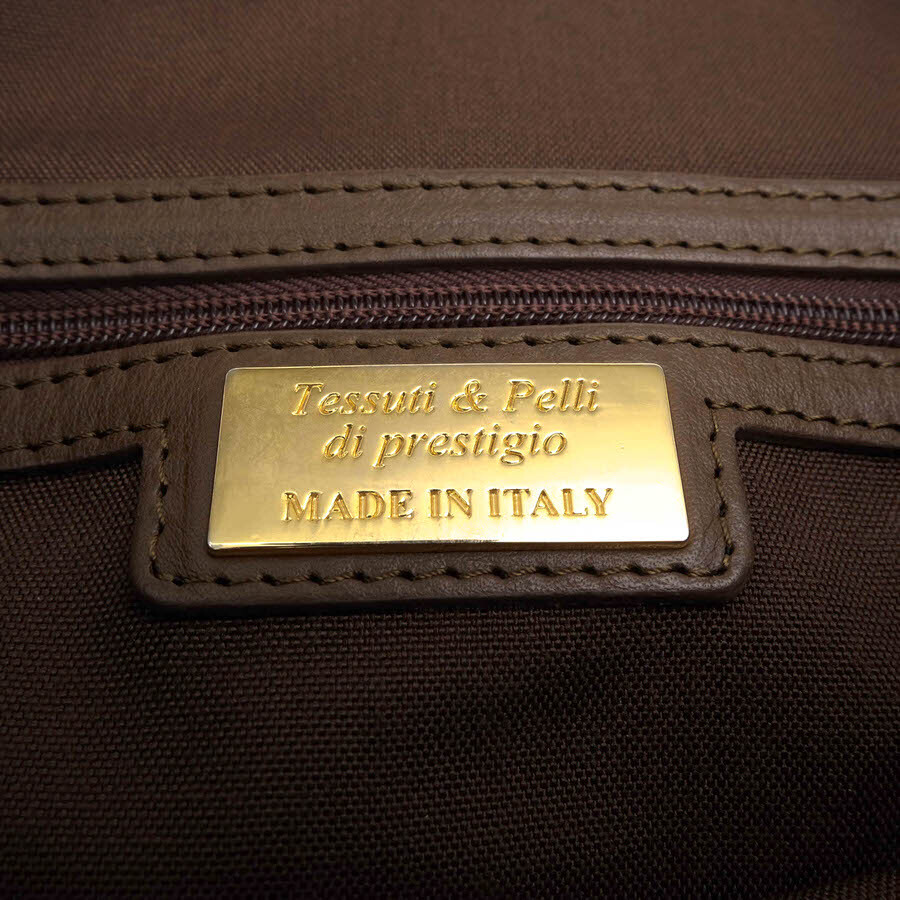 Tessuti & Pelli
di prestigio
MADE IN ITALY